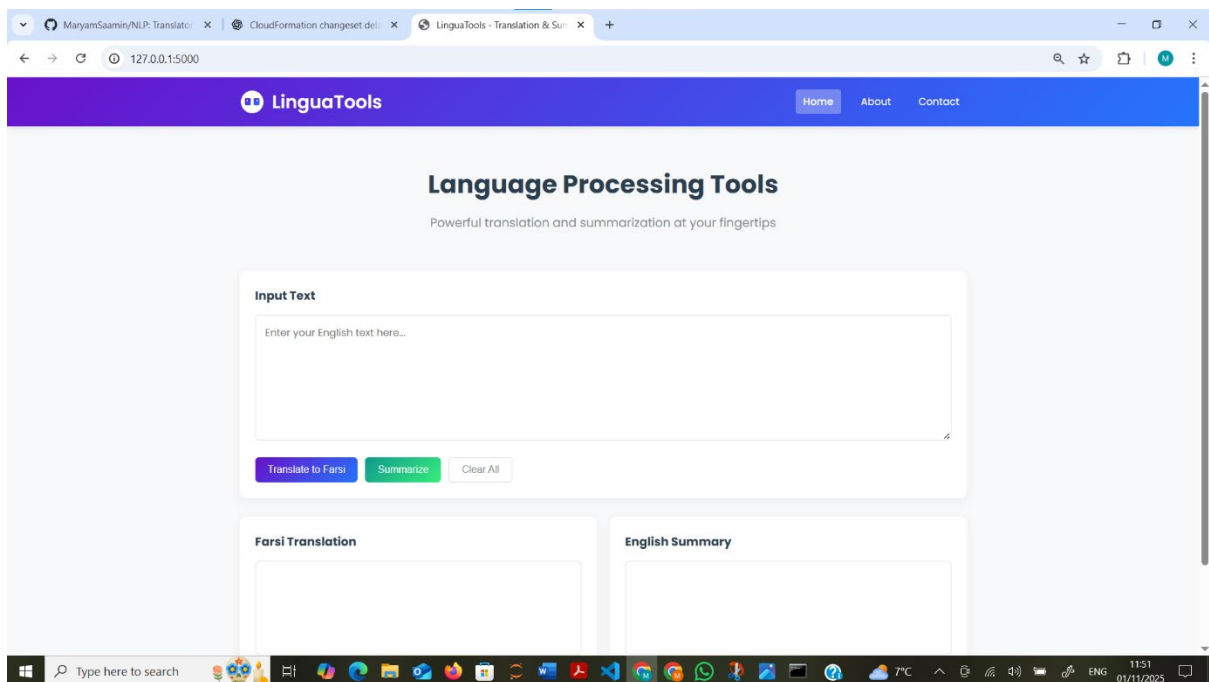 MaryamSaamin/NLP: Translator
CloudFormation changeset del
LinguaTools - Translation & Sum
127.0.0.1:5000
M
LinguaTools
Home About Contact
Language Processing Tools
Powerful translation and summarization at your fingertips
Input Text
Enter your English text here...
Translate to Farsi Summarize Clear All
Farsi Translation English Summary
Type here to search
7°C
ENG
11:51
01/11/2025